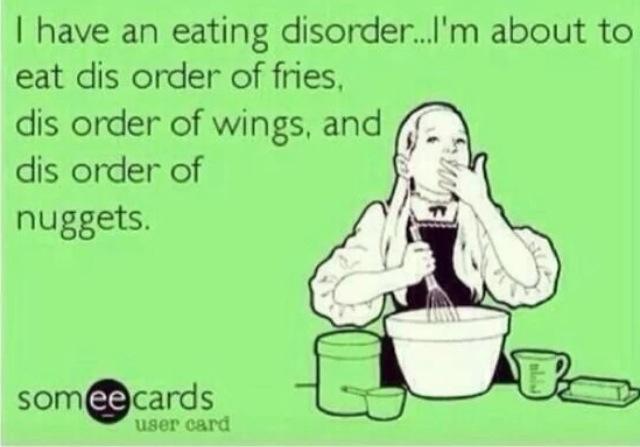 I have an eating disorder...I'm about to
eat dis order of fries,
dis order of wings, and
dis order of
nuggets.
someecards
user card